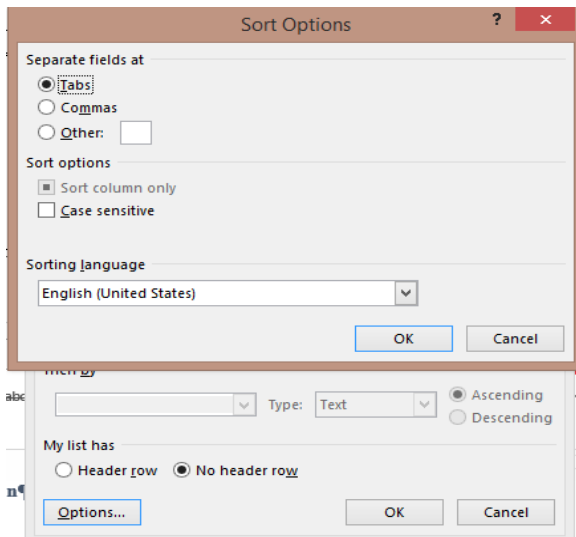 Sort Options
?
Separate fields at
Tabs
Commas
Other:
Sort options
Sort column only
Case sensitive
Sorting language
English (United States)
OK Cancel
Then by
Type: Text
Ascending
Descending
My list has
Header row No header row
n¶
Options... OK Cancel